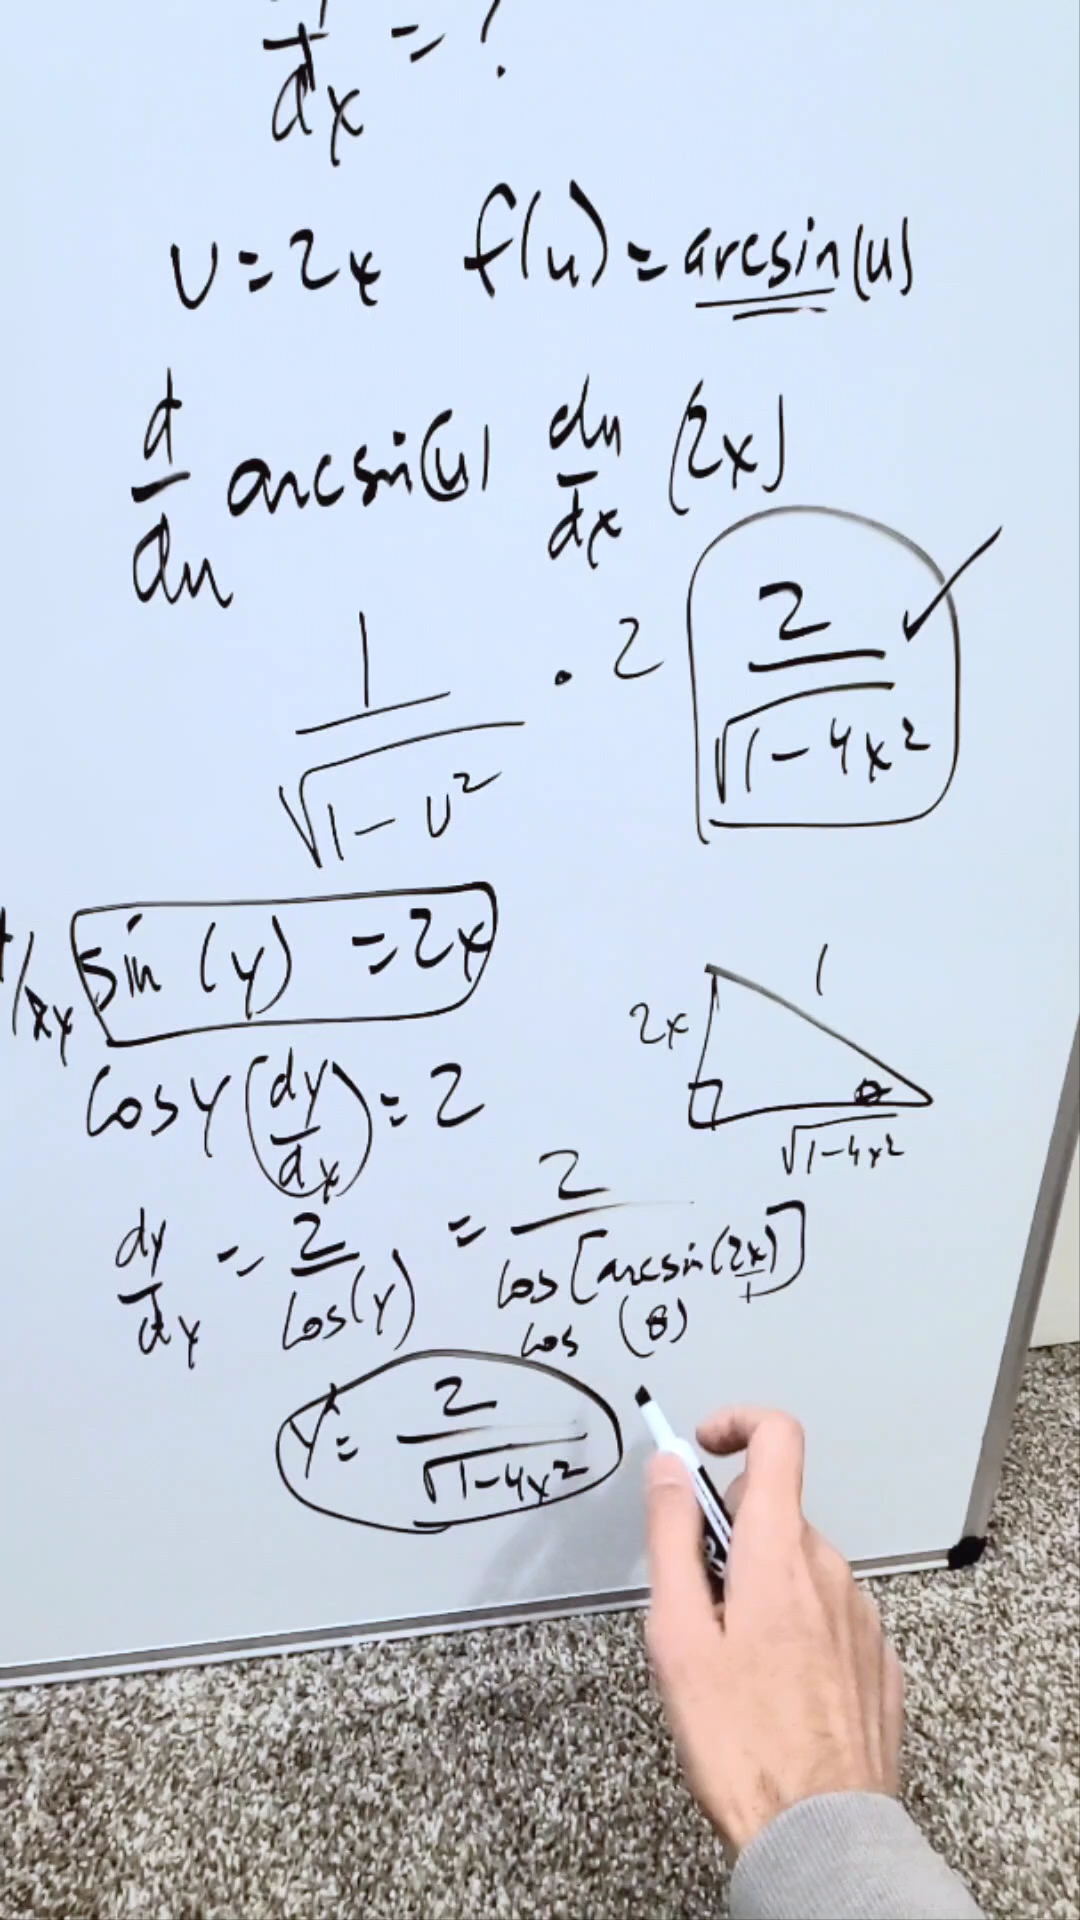 dx = ?
u = 2x f(u) = arcsin(u)
d/du arcsin(u) du/dx (2x)
1/√(1-u²) · 2 2/√(1-4x²) ✓
sin (y) = 2x
2x 1
cosy (dy/dx) = 2
θ
√(1-4x²)
dy/dx = 2/cos(y) = 2/cos[arcsin(2x/1)]
cos (θ)
y' = 2/√(1-4x²)